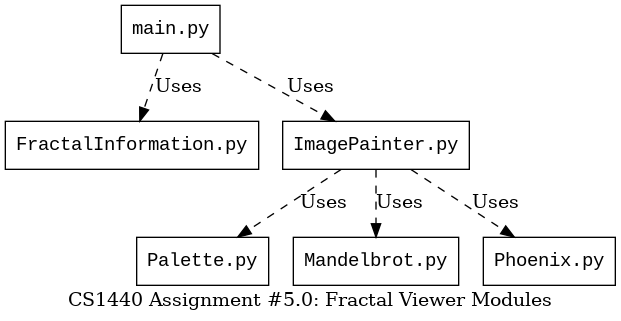 main.py
Uses
Uses
FractalInformation.py
ImagePainter.py
Uses
Uses
Uses
Palette.py
Mandelbrot.py
Phoenix.py
CS1440 Assignment #5.0: Fractal Viewer Modules